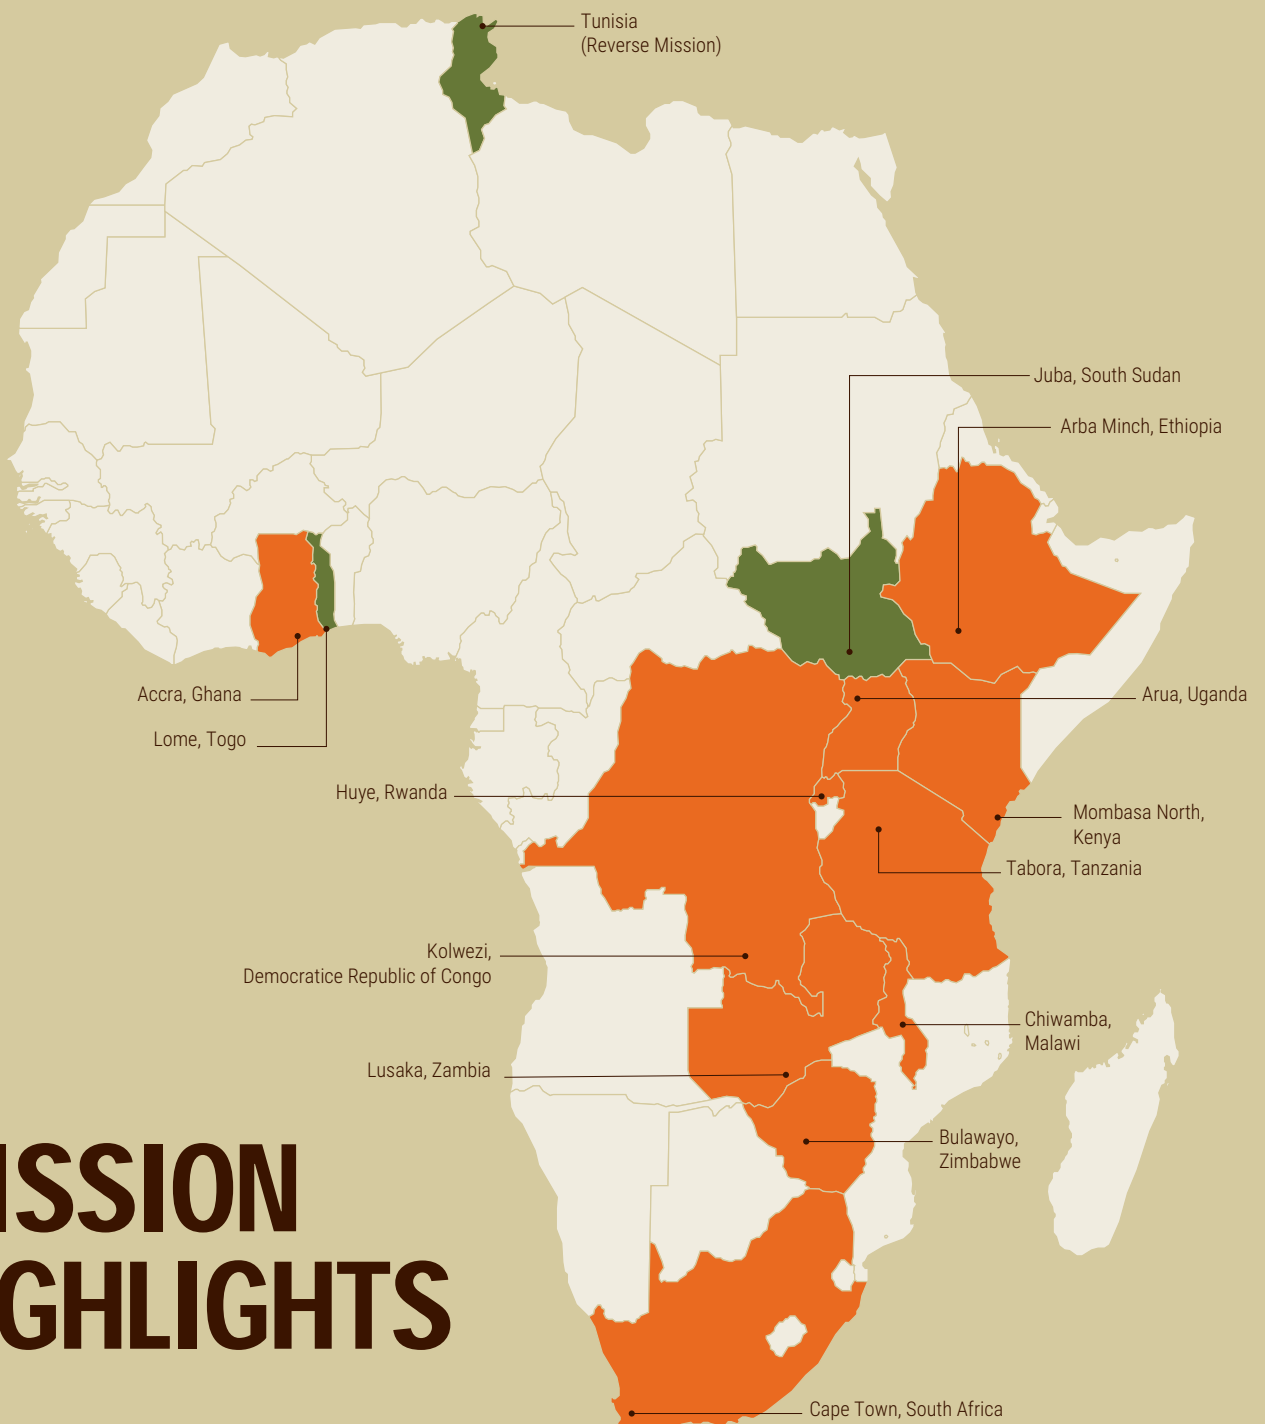 Tunisia
(Reverse Mission)
Juba, South Sudan
Arba Minch, Ethiopia
Accra, Ghana
Arua, Uganda
Lome, Togo
Huye, Rwanda
Mombasa North,
Kenya
Tabora, Tanzania
Kolwezi,
Democratice Republic of Congo
Chiwamba,
Malawi
Lusaka, Zambia
Bulawayo,
Zimbabwe
ISSION
GHLIGHTS
Cape Town, South Africa